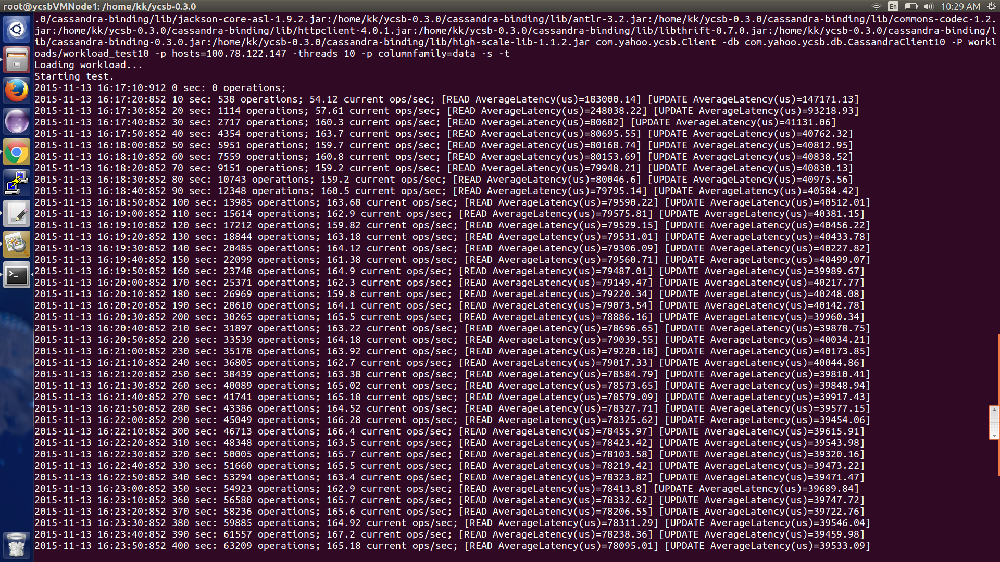 root@ycsbVMNode1: /home/kk/ycsb-0.3.0
En
10:29 AM
.0/cassandra-binding/lib/jackson-core-asl-1.9.2.jar:/home/kk/ycsb-0.3.0/cassandra-binding/lib/antlr-3.2.jar:/home/kk/ycsb-0.3.0/cassandra-binding/lib/commons-codec-1.2.
jar:/home/kk/ycsb-0.3.0/cassandra-binding/lib/httpclient-4.0.1.jar:/home/kk/ycsb-0.3.0/cassandra-binding/lib/libthrift-0.7.0.jar:/home/kk/ycsb-0.3.0/cassandra-binding/l
ib/cassandra-binding-0.3.0.jar:/home/kk/ycsb-0.3.0/cassandra-binding/lib/high-scale-lib-1.1.2.jar com.yahoo.ycsb.Client -db com.yahoo.ycsb.db.CassandraClient10 -P workl
oads/workload_test10 -p hosts=100.78.122.147 -threads 10 -p columnfamily=data -s -t
Loading workload...
Starting test.
2015-11-13 16:17:10:912 0 sec: 0 operations;
2015-11-13 16:17:20:852 10 sec: 538 operations; 54.12 current ops/sec; [READ AverageLatency(us)=183000.14] [UPDATE AverageLatency(us)=147171.13]
2015-11-13 16:17:30:852 20 sec: 1114 operations; 57.61 current ops/sec; [READ AverageLatency(us)=248038.22] [UPDATE AverageLatency(us)=93218.93]
2015-11-13 16:17:40:852 30 sec: 2717 operations; 160.3 current ops/sec; [READ AverageLatency(us)=80682] [UPDATE AverageLatency(us)=41131.06]
2015-11-13 16:17:50:852 40 sec: 4354 operations; 163.7 current ops/sec; [READ AverageLatency(us)=80695.55] [UPDATE AverageLatency(us)=40762.32]
2015-11-13 16:18:00:852 50 sec: 5951 operations; 159.7 current ops/sec; [READ AverageLatency(us)=80168.74] [UPDATE AverageLatency(us)=40812.95]
2015-11-13 16:18:10:852 60 sec: 7559 operations; 160.8 current ops/sec; [READ AverageLatency(us)=80153.69] [UPDATE AverageLatency(us)=40838.52]
2015-11-13 16:18:20:852 70 sec: 9151 operations; 159.2 current ops/sec; [READ AverageLatency(us)=79948.21] [UPDATE AverageLatency(us)=40830.13]
2015-11-13 16:18:30:852 80 sec: 10743 operations; 159.2 current ops/sec; [READ AverageLatency(us)=80046.6] [UPDATE AverageLatency(us)=40975.56]
2015-11-13 16:18:40:852 90 sec: 12348 operations; 160.5 current ops/sec; [READ AverageLatency(us)=79795.14] [UPDATE AverageLatency(us)=40584.42]
2015-11-13 16:18:50:852 100 sec: 13985 operations; 163.68 current ops/sec; [READ AverageLatency(us)=79590.22] [UPDATE AverageLatency(us)=40512.01]
2015-11-13 16:19:00:852 110 sec: 15614 operations; 162.9 current ops/sec; [READ AverageLatency(us)=79575.81] [UPDATE AverageLatency(us)=40381.15]
2015-11-13 16:19:10:852 120 sec: 17212 operations; 159.82 current ops/sec; [READ AverageLatency(us)=79529.15] [UPDATE AverageLatency(us)=40456.22]
2015-11-13 16:19:20:852 130 sec: 18844 operations; 163.18 current ops/sec; [READ AverageLatency(us)=79531.01] [UPDATE AverageLatency(us)=40433.78]
2015-11-13 16:19:30:852 140 sec: 20485 operations; 164.12 current ops/sec; [READ AverageLatency(us)=79306.09] [UPDATE AverageLatency(us)=40227.82]
2015-11-13 16:19:40:852 150 sec: 22099 operations; 161.38 current ops/sec; [READ AverageLatency(us)=79560.71] [UPDATE AverageLatency(us)=40499.07]
2015-11-13 16:19:50:852 160 sec: 23748 operations; 164.9 current ops/sec; [READ AverageLatency(us)=79487.01] [UPDATE AverageLatency(us)=39989.67]
2015-11-13 16:20:00:852 170 sec: 25371 operations; 162.3 current ops/sec; [READ AverageLatency(us)=79149.47] [UPDATE AverageLatency(us)=40217.77]
2015-11-13 16:20:10:852 180 sec: 26969 operations; 159.8 current ops/sec; [READ AverageLatency(us)=79220.34] [UPDATE AverageLatency(us)=40248.08]
2015-11-13 16:20:20:852 190 sec: 28610 operations; 164.1 current ops/sec; [READ AverageLatency(us)=79073.54] [UPDATE AverageLatency(us)=40142.78]
2015-11-13 16:20:30:852 200 sec: 30265 operations; 165.5 current ops/sec; [READ AverageLatency(us)=78886.16] [UPDATE AverageLatency(us)=39960.34]
2015-11-13 16:20:40:852 210 sec: 31897 operations; 163.22 current ops/sec; [READ AverageLatency(us)=78696.65] [UPDATE AverageLatency(us)=39878.75]
2015-11-13 16:20:50:852 220 sec: 33539 operations; 164.18 current ops/sec; [READ AverageLatency(us)=79039.55] [UPDATE AverageLatency(us)=40034.21]
2015-11-13 16:21:00:852 230 sec: 35178 operations; 163.92 current ops/sec; [READ AverageLatency(us)=79220.18] [UPDATE AverageLatency(us)=40173.85]
2015-11-13 16:21:10:852 240 sec: 36805 operations; 162.7 current ops/sec; [READ AverageLatency(us)=79017.33] [UPDATE AverageLatency(us)=40044.86]
2015-11-13 16:21:20:852 250 sec: 38439 operations; 163.38 current ops/sec; [READ AverageLatency(us)=78584.79] [UPDATE AverageLatency(us)=39810.41]
2015-11-13 16:21:30:852 260 sec: 40089 operations; 165.02 current ops/sec; [READ AverageLatency(us)=78573.65] [UPDATE AverageLatency(us)=39848.94]
2015-11-13 16:21:40:852 270 sec: 41741 operations; 165.18 current ops/sec; [READ AverageLatency(us)=78579.09] [UPDATE AverageLatency(us)=39917.43]
2015-11-13 16:21:50:852 280 sec: 43386 operations; 164.52 current ops/sec; [READ AverageLatency(us)=78327.71] [UPDATE AverageLatency(us)=39577.15]
2015-11-13 16:22:00:852 290 sec: 45049 operations; 166.28 current ops/sec; [READ AverageLatency(us)=78325.62] [UPDATE AverageLatency(us)=39454.06]
2015-11-13 16:22:10:852 300 sec: 46713 operations; 166.4 current ops/sec; [READ AverageLatency(us)=78455.97] [UPDATE AverageLatency(us)=39615.91]
2015-11-13 16:22:20:852 310 sec: 48348 operations; 163.5 current ops/sec; [READ AverageLatency(us)=78423.42] [UPDATE AverageLatency(us)=39543.98]
2015-11-13 16:22:30:852 320 sec: 50005 operations; 165.7 current ops/sec; [READ AverageLatency(us)=78103.58] [UPDATE AverageLatency(us)=39320.16]
2015-11-13 16:22:40:852 330 sec: 51660 operations; 165.5 current ops/sec; [READ AverageLatency(us)=78219.42] [UPDATE AverageLatency(us)=39473.22]
2015-11-13 16:22:50:852 340 sec: 53294 operations; 163.4 current ops/sec; [READ AverageLatency(us)=78323.82] [UPDATE AverageLatency(us)=39471.47]
2015-11-13 16:23:00:852 350 sec: 54923 operations; 162.9 current ops/sec; [READ AverageLatency(us)=78413.8] [UPDATE AverageLatency(us)=39689.84]
2015-11-13 16:23:10:852 360 sec: 56580 operations; 165.7 current ops/sec; [READ AverageLatency(us)=78332.62] [UPDATE AverageLatency(us)=39747.72]
2015-11-13 16:23:20:852 370 sec: 58236 operations; 165.6 current ops/sec; [READ AverageLatency(us)=78206.55] [UPDATE AverageLatency(us)=39722.76]
2015-11-13 16:23:30:852 380 sec: 59885 operations; 164.92 current ops/sec; [READ AverageLatency(us)=78311.29] [UPDATE AverageLatency(us)=39546.04]
2015-11-13 16:23:40:852 390 sec: 61557 operations; 167.2 current ops/sec; [READ AverageLatency(us)=78238.36] [UPDATE AverageLatency(us)=39459.98]
2015-11-13 16:23:50:852 400 sec: 63209 operations; 165.18 current ops/sec; [READ AverageLatency(us)=78095.01] [UPDATE AverageLatency(us)=39533.09]